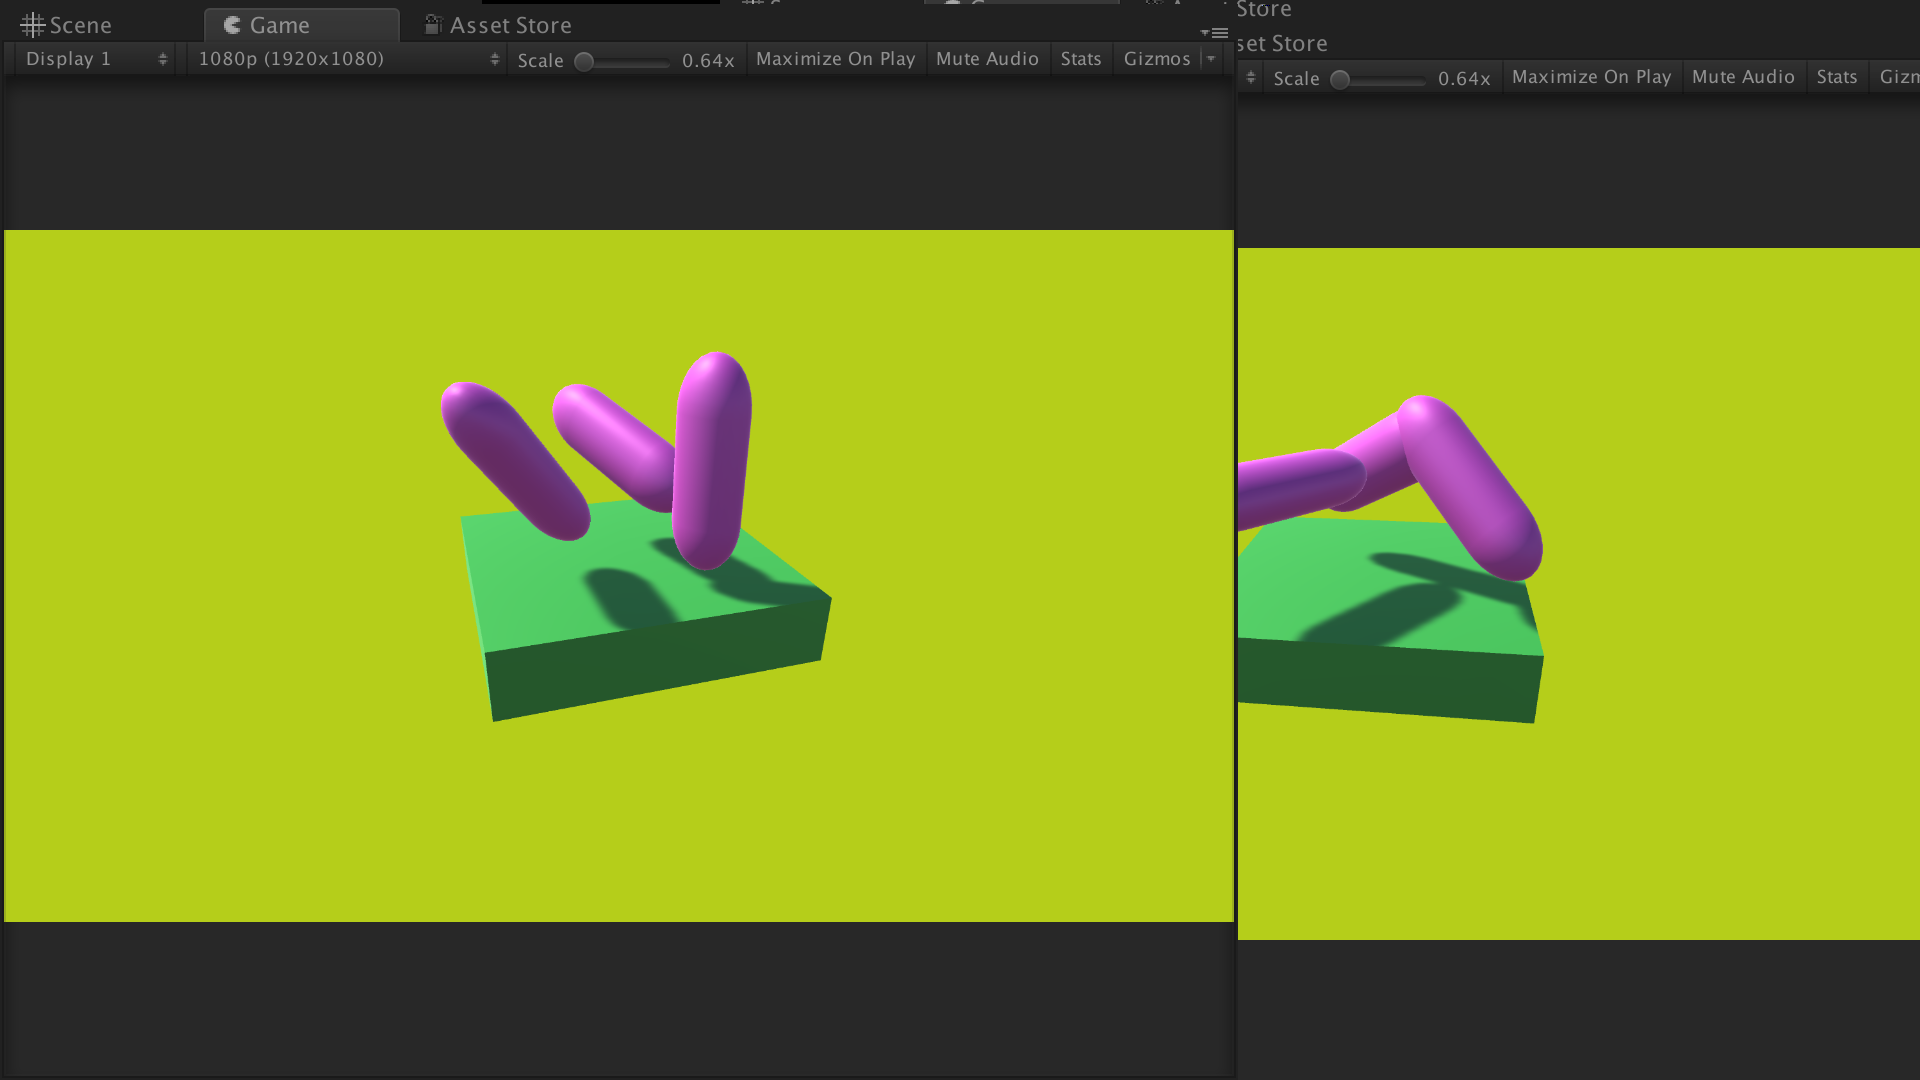 Scene Game Asset Store
Display 1 1080p (1920x1080) Scale 0.64x Maximize On Play Mute Audio Stats Gizmos
Store
set Store
Scale 0.64x Maximize On Play Mute Audio Stats Gizm